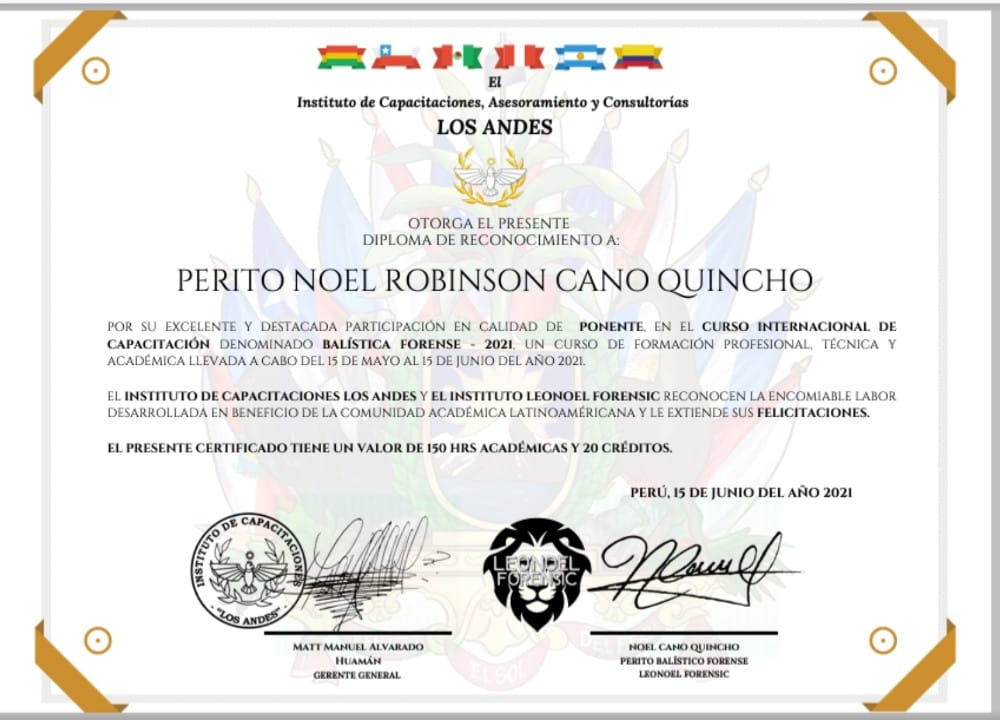 El
Instituto de Capacitaciones, Asesoramiento y Consultorías
LOS ANDES
OTORGA EL PRESENTE
DIPLOMA DE RECONOCIMIENTO A:
PERITO NOEL ROBINSON CANO QUINCHO
POR SU EXCELENTE Y DESTACADA PARTICIPACIÓN EN CALIDAD DE PONENTE, EN EL CURSO INTERNACIONAL DE
CAPACITACIÓN DENOMINADO BALÍSTICA FORENSE - 2021, UN CURSO DE FORMACIÓN PROFESIONAL, TÉCNICA Y
ACADÉMICA LLEVADA A CABO DEL 15 DE MAYO AL 15 DE JUNIO DEL AÑO 2021.
EL INSTITUTO DE CAPACITACIONES LOS ANDES Y EL INSTITUTO LEONOEL FORENSIC RECONOCEN LA ENCOMIABLE LABOR
DESARROLLADA EN BENEFICIO DE LA COMUNIDAD ACADÉMICA LATINOAMÉRICANA Y LE EXTIENDE SUS FELICITACIONES.
EL PRESENTE CERTIFICADO TIENE UN VALOR DE 150 HRS ACADÉMICAS Y 20 CRÉDITOS.
PERÚ, 15 DE JUNIO DEL AÑO 2021
INSTITUTO DE CAPACITACIONES
"LOS ANDES"
LEONOEL
FORENSIC
MATT MANUEL ALVARADO
HUAMÁN
GERENTE GENERAL
NOEL CANO QUINCHO
PERITO BALÍSTICO FORENSE
LEONOEL FORENSIC
EL SOL